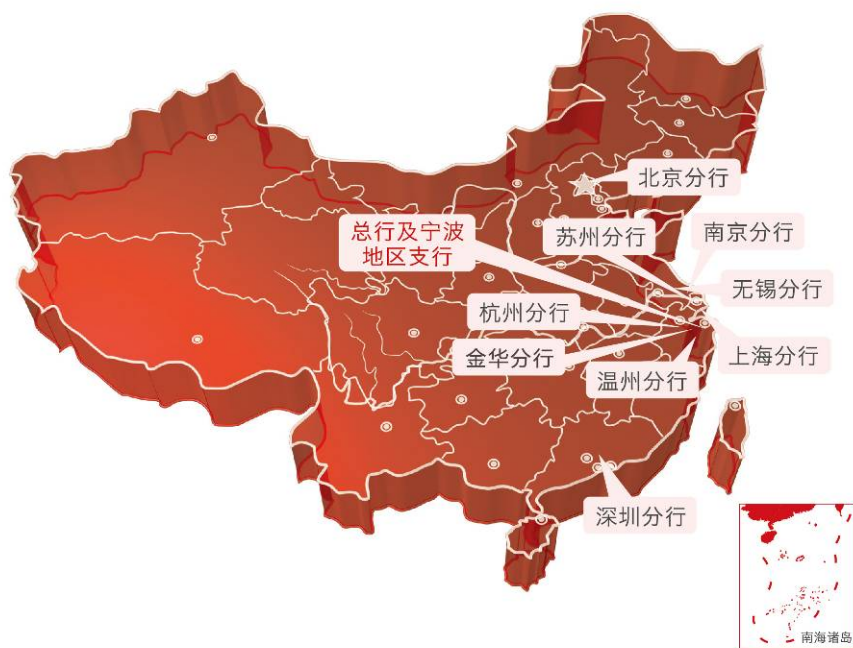 北京分行
总行及宁波
地区支行
苏州分行
南京分行
无锡分行
杭州分行
金华分行
温州分行
上海分行
深圳分行
南海诸岛